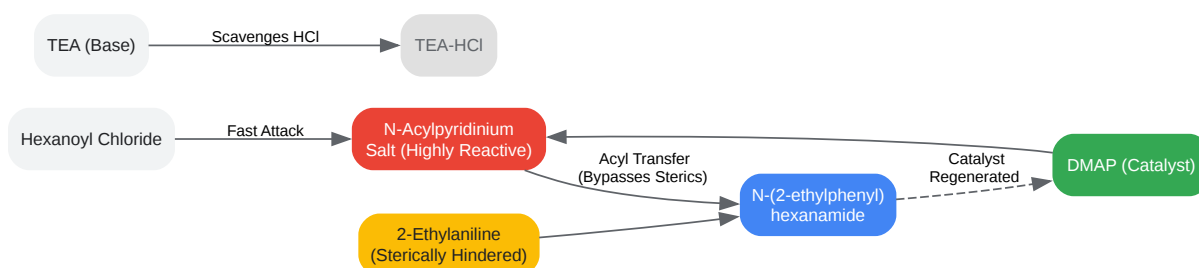 TEA (Base)
Scavenges HCl
TEA-HCl
Hexanoyl Chloride
Fast Attack
N-Acylpyridinium
Salt (Highly Reactive)
Acyl Transfer
(Bypasses Sterics)
Catalyst
Regenerated
DMAP (Catalyst)
N-(2-ethylphenyl)
hexanamide
2-Ethylaniline
(Sterically Hindered)